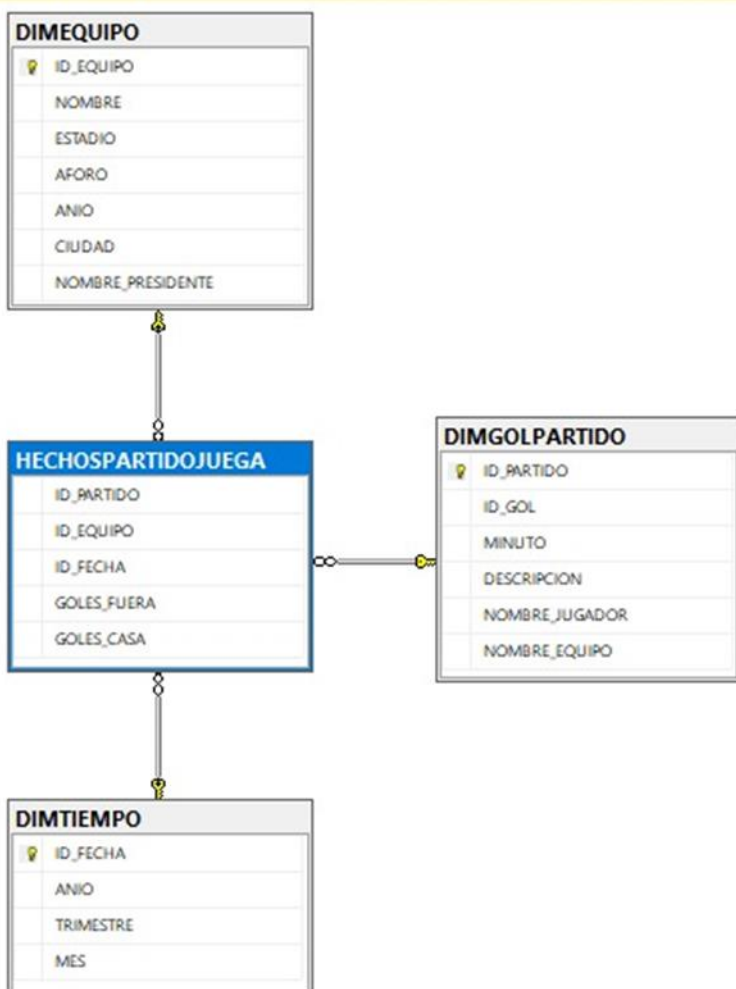 DIMEQUIPO
ID_EQUIPO
NOMBRE
ESTADIO
AFORO
ANIO
CIUDAD
NOMBRE_PRESIDENTE
HECHOSPARTIDOJUEGA
ID_PARTIDO
ID_EQUIPO
ID_FECHA
GOLES_FUERA
GOLES_CASA
DIMGOLPARTIDO
ID_PARTIDO
ID_GOL
MINUTO
DESCRIPCION
NOMBRE_JUGADOR
NOMBRE_EQUIPO
DIMTIEMPO
ID_FECHA
ANIO
TRIMESTRE
MES